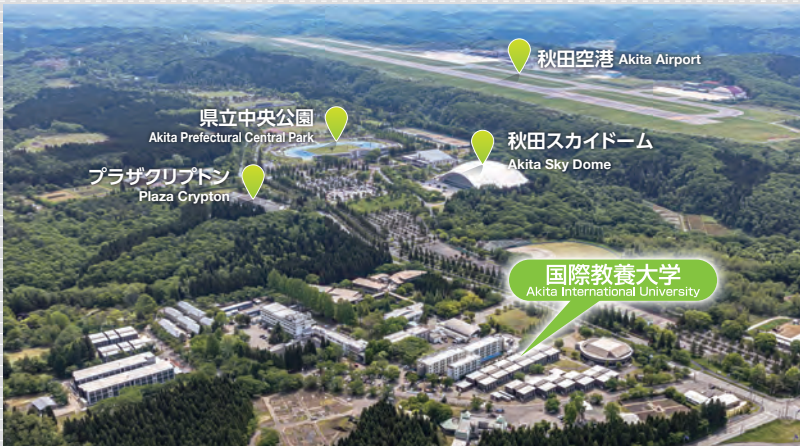 秋田空港 Akita Airport
県立中央公園
Akita Prefectural Central Park
秋田スカイドーム
Akita Sky Dome
プラザクリプトン
Plaza Crypton
国際教養大学
Akita International University